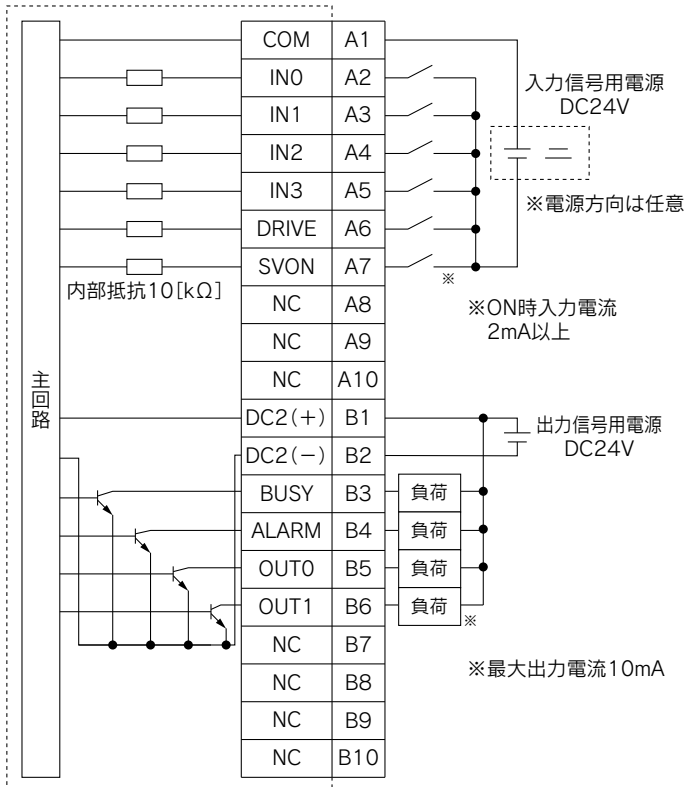 COM A1
IN0 A2
IN1 A3
IN2 A4
IN3 A5
DRIVE A6
SVON A7
NC A8
NC A9
NC A10
DC2(+) B1
DC2(−) B2
BUSY B3 負荷
ALARM B4 負荷
OUT0 B5 負荷
OUT1 B6 負荷
※
NC B7
NC B8
NC B9
NC B10
主回路
内部抵抗10[kΩ]
入力信号用電源
DC24V
※電源方向は任意
※
※ON時入力電流
2mA以上
出力信号用電源
DC24V
※最大出力電流10mA